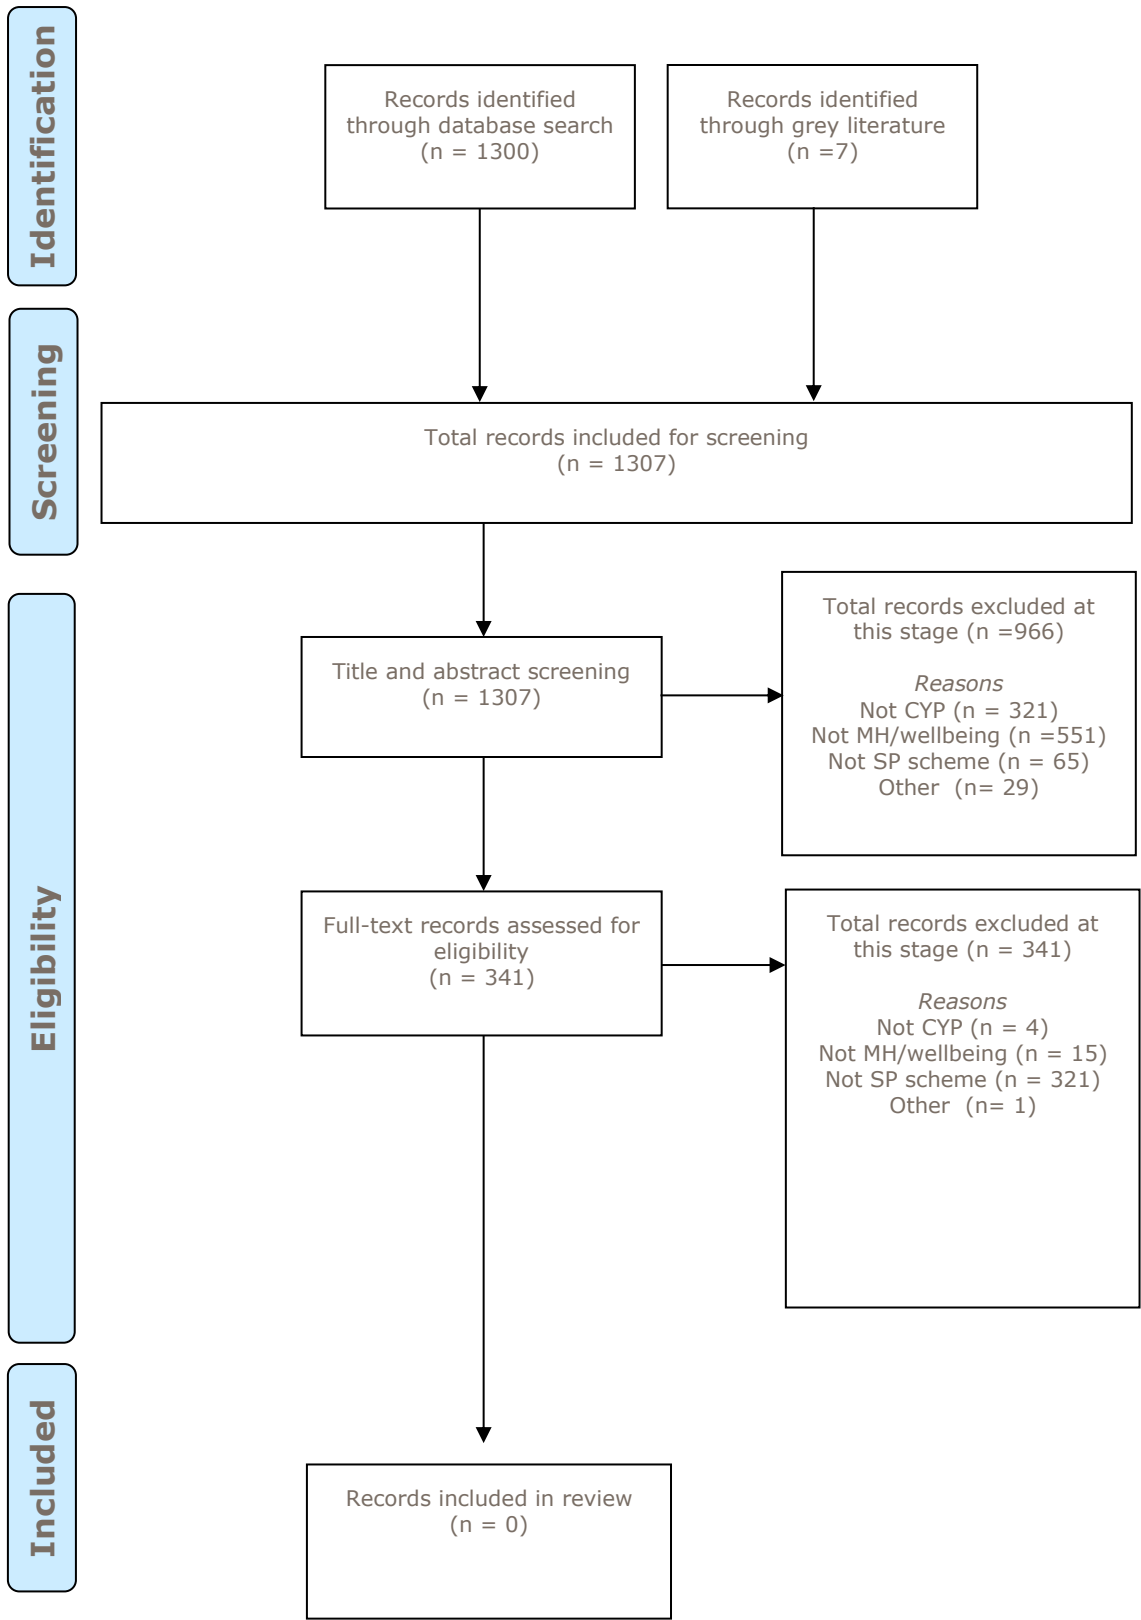 Identification
Records identified
through database search
(n = 1300)
Records identified
through grey literature
(n =7)
Screening
Total records included for screening
(n = 1307)
Eligibility
Title and abstract screening
(n = 1307)
Total records excluded at
this stage (n =966)
Reasons
Not CYP (n = 321)
Not MH/wellbeing (n =551)
Not SP scheme (n = 65)
Other  (n= 29)
Full-text records assessed for
eligibility
(n = 341)
Total records excluded at
this stage (n = 341)
Reasons
Not CYP (n = 4)
Not MH/wellbeing (n = 15)
Not SP scheme (n = 321)
Other  (n= 1)
Included
Records included in review
(n = 0)